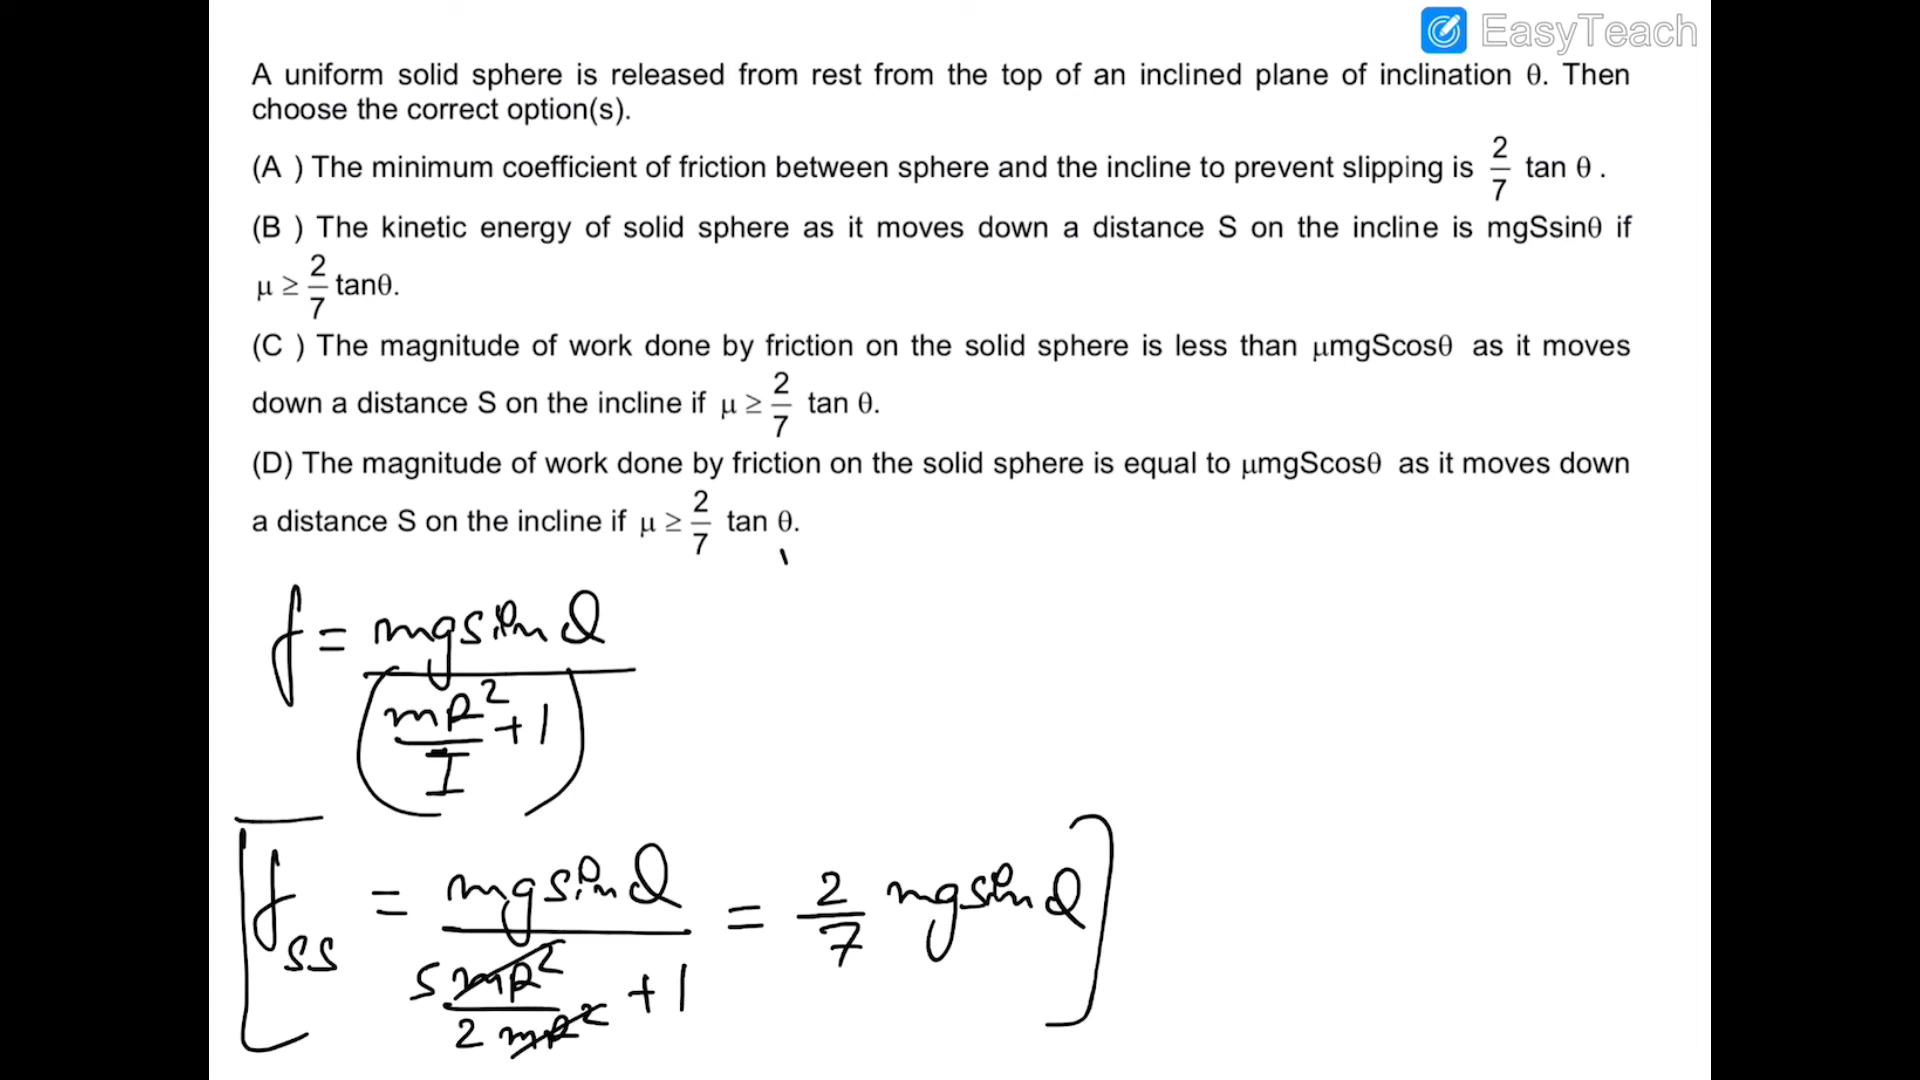 EasyTeach
A uniform solid sphere is released from rest from the top of an inclined plane of inclination θ. Then
choose the correct option(s).
(A ) The minimum coefficient of friction between sphere and the incline to prevent slipping is 2/7 tan θ .
(B ) The kinetic energy of solid sphere as it moves down a distance S on the incline is mgSsinθ if
μ ≥ 2/7 tanθ.
(C ) The magnitude of work done by friction on the solid sphere is less than μmgScosθ as it moves
down a distance S on the incline if μ ≥ 2/7 tan θ.
(D) The magnitude of work done by friction on the solid sphere is equal to μmgScosθ as it moves down
a distance S on the incline if μ ≥ 2/7 tan θ.
f = mgsinθ / (mR²/I + 1)
f_ss = mgsinθ / (5mR²/2mR² + 1) = 2/7 mgsinθ